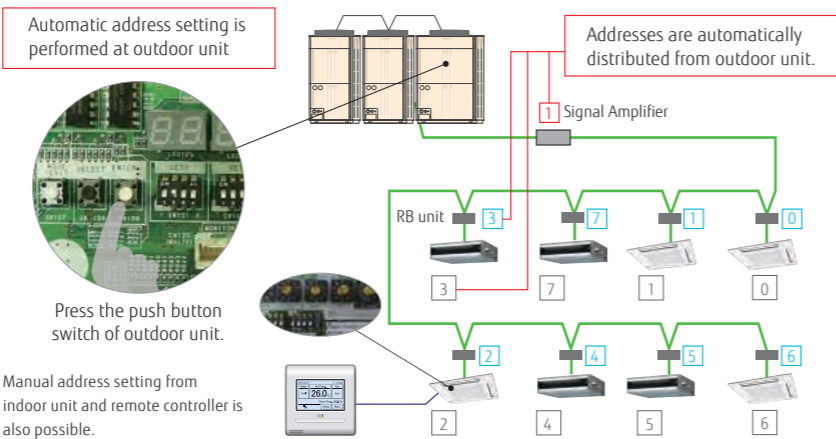 Automatic address setting is
performed at outdoor unit
Addresses are automatically
distributed from outdoor unit.
1 Signal Amplifier
SELECT ENTER
Press the push button
switch of outdoor unit.
RB unit
3 7 1 0
3 7 1 0
2 4 5 6
2 4 5 6
26.0
Manual address setting from
indoor unit and remote controller is
also possible.